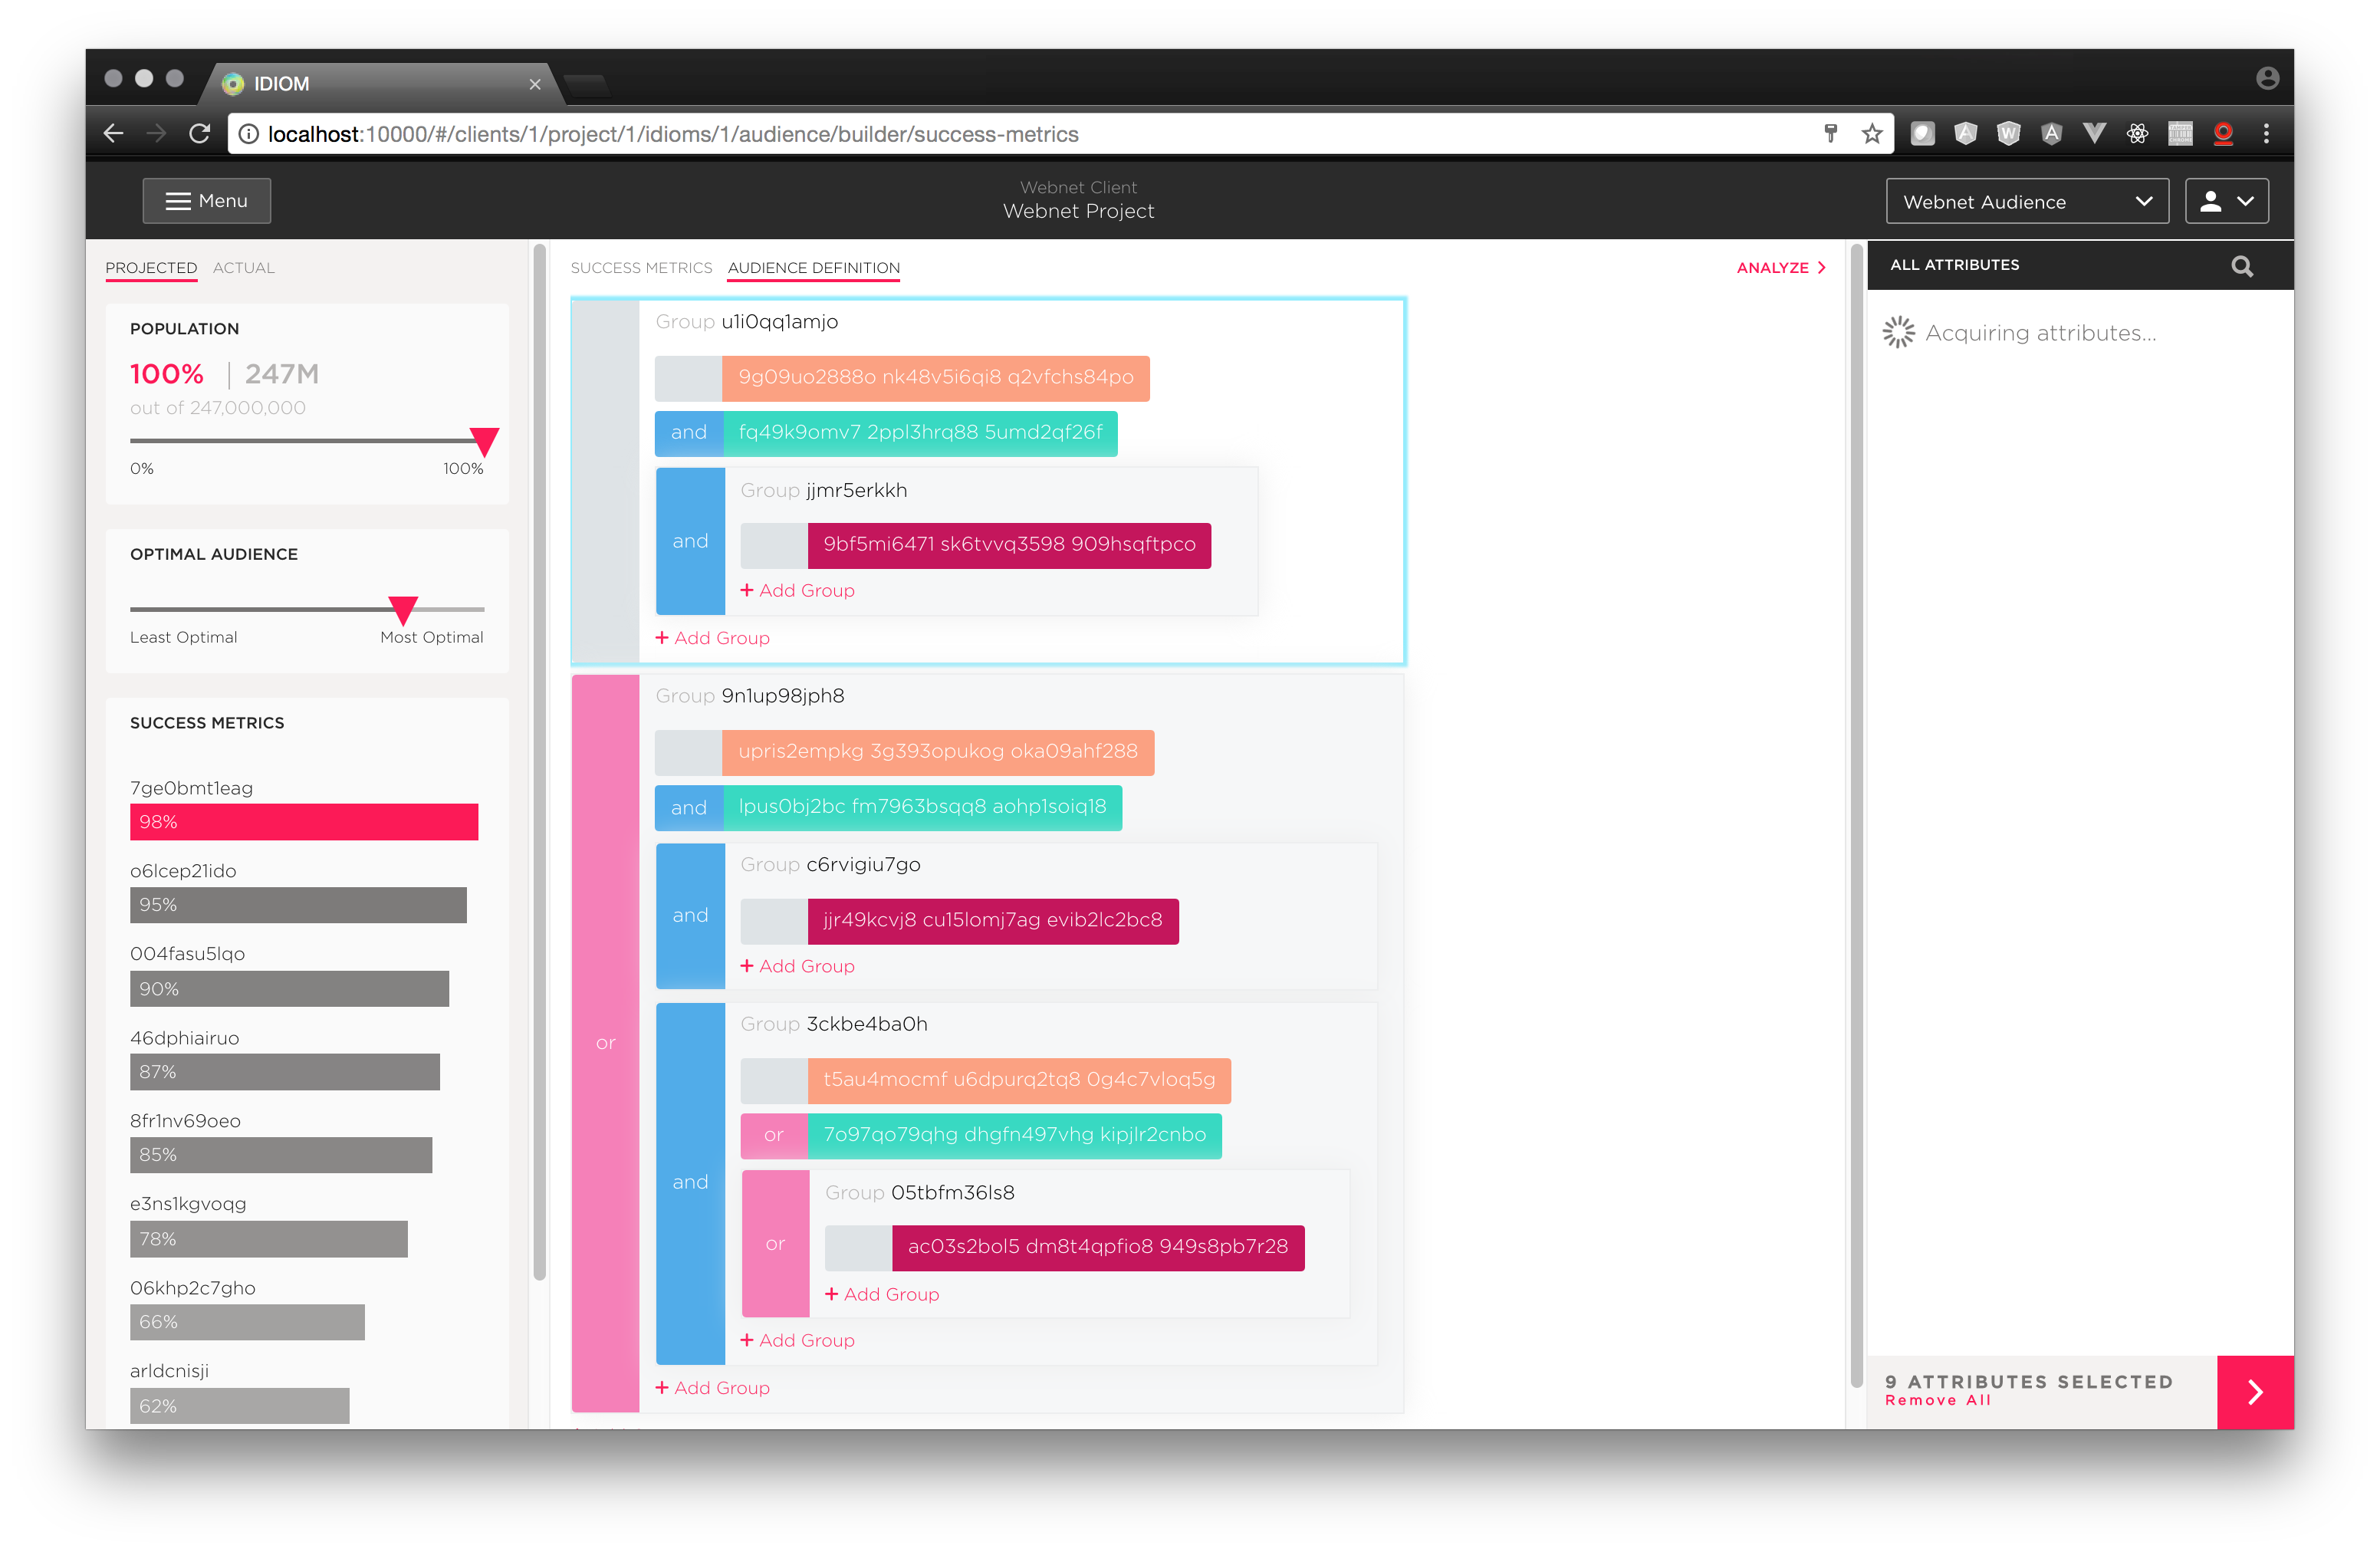 IDIOM
localhost:10000/#/clients/1/project/1/idioms/1/audience/builder/success-metrics
Menu
Webnet Client
Webnet Project
Webnet Audience
PROJECTED ACTUAL
POPULATION
100% | 247M
out of 247,000,000
0% 100%
OPTIMAL AUDIENCE
Least Optimal Most Optimal
SUCCESS METRICS
7ge0bmt1eag
98%
o6lcep21ido
95%
004fasu5lqo
90%
46dphiairuo
87%
8fr1nv69oeo
85%
e3ns1kgvoqg
78%
06khp2c7gho
66%
arldcnisji
62%
SUCCESS METRICS AUDIENCE DEFINITION
ANALYZE
Group u1i0qq1amjo
9g09uo2888o nk48v5i6qi8 q2vfchs84po
and fq49k9omv7 2ppl3hrq88 5umd2qf26f
and
Group jjmr5erkkh
9bf5mi6471 sk6tvvq3598 909hsqftpco
+ Add Group
+ Add Group
or
Group 9n1up98jph8
upris2empkg 3g393opukog oka09ahf288
and lpus0bj2bc fm7963bsqq8 aohp1soiq18
and
Group c6rvigiu7go
jjr49kcvj8 cu15lomj7ag evib2lc2bc8
+ Add Group
and
Group 3ckbe4ba0h
t5au4mocmf u6dpurq2tq8 0g4c7vloq5g
or 7o97qo79qhg dhgfn497vhg kipjlr2cnbo
or
Group 05tbfm36ls8
ac03s2bol5 dm8t4qpfio8 949s8pb7r28
+ Add Group
+ Add Group
+ Add Group
ALL ATTRIBUTES
Acquiring attributes...
9 ATTRIBUTES SELECTED
Remove All